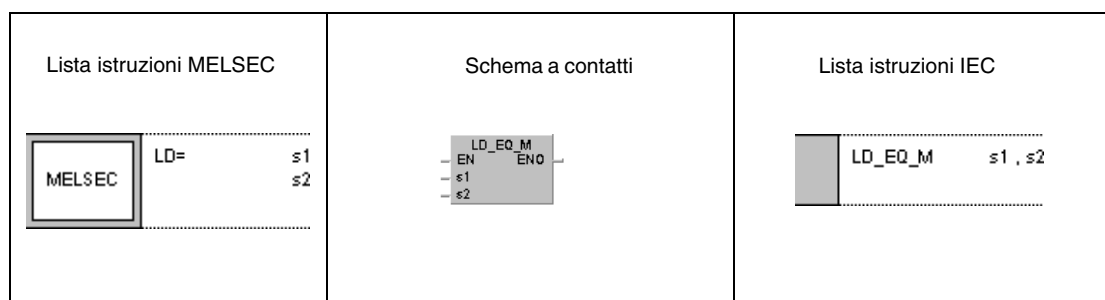 Lista istruzioni MELSEC
MELSEC
LD= s1
s2
Schema a contatti
LD_EQ_M
EN ENO
s1
s2
Lista istruzioni IEC
LD_EQ_M s1 , s2